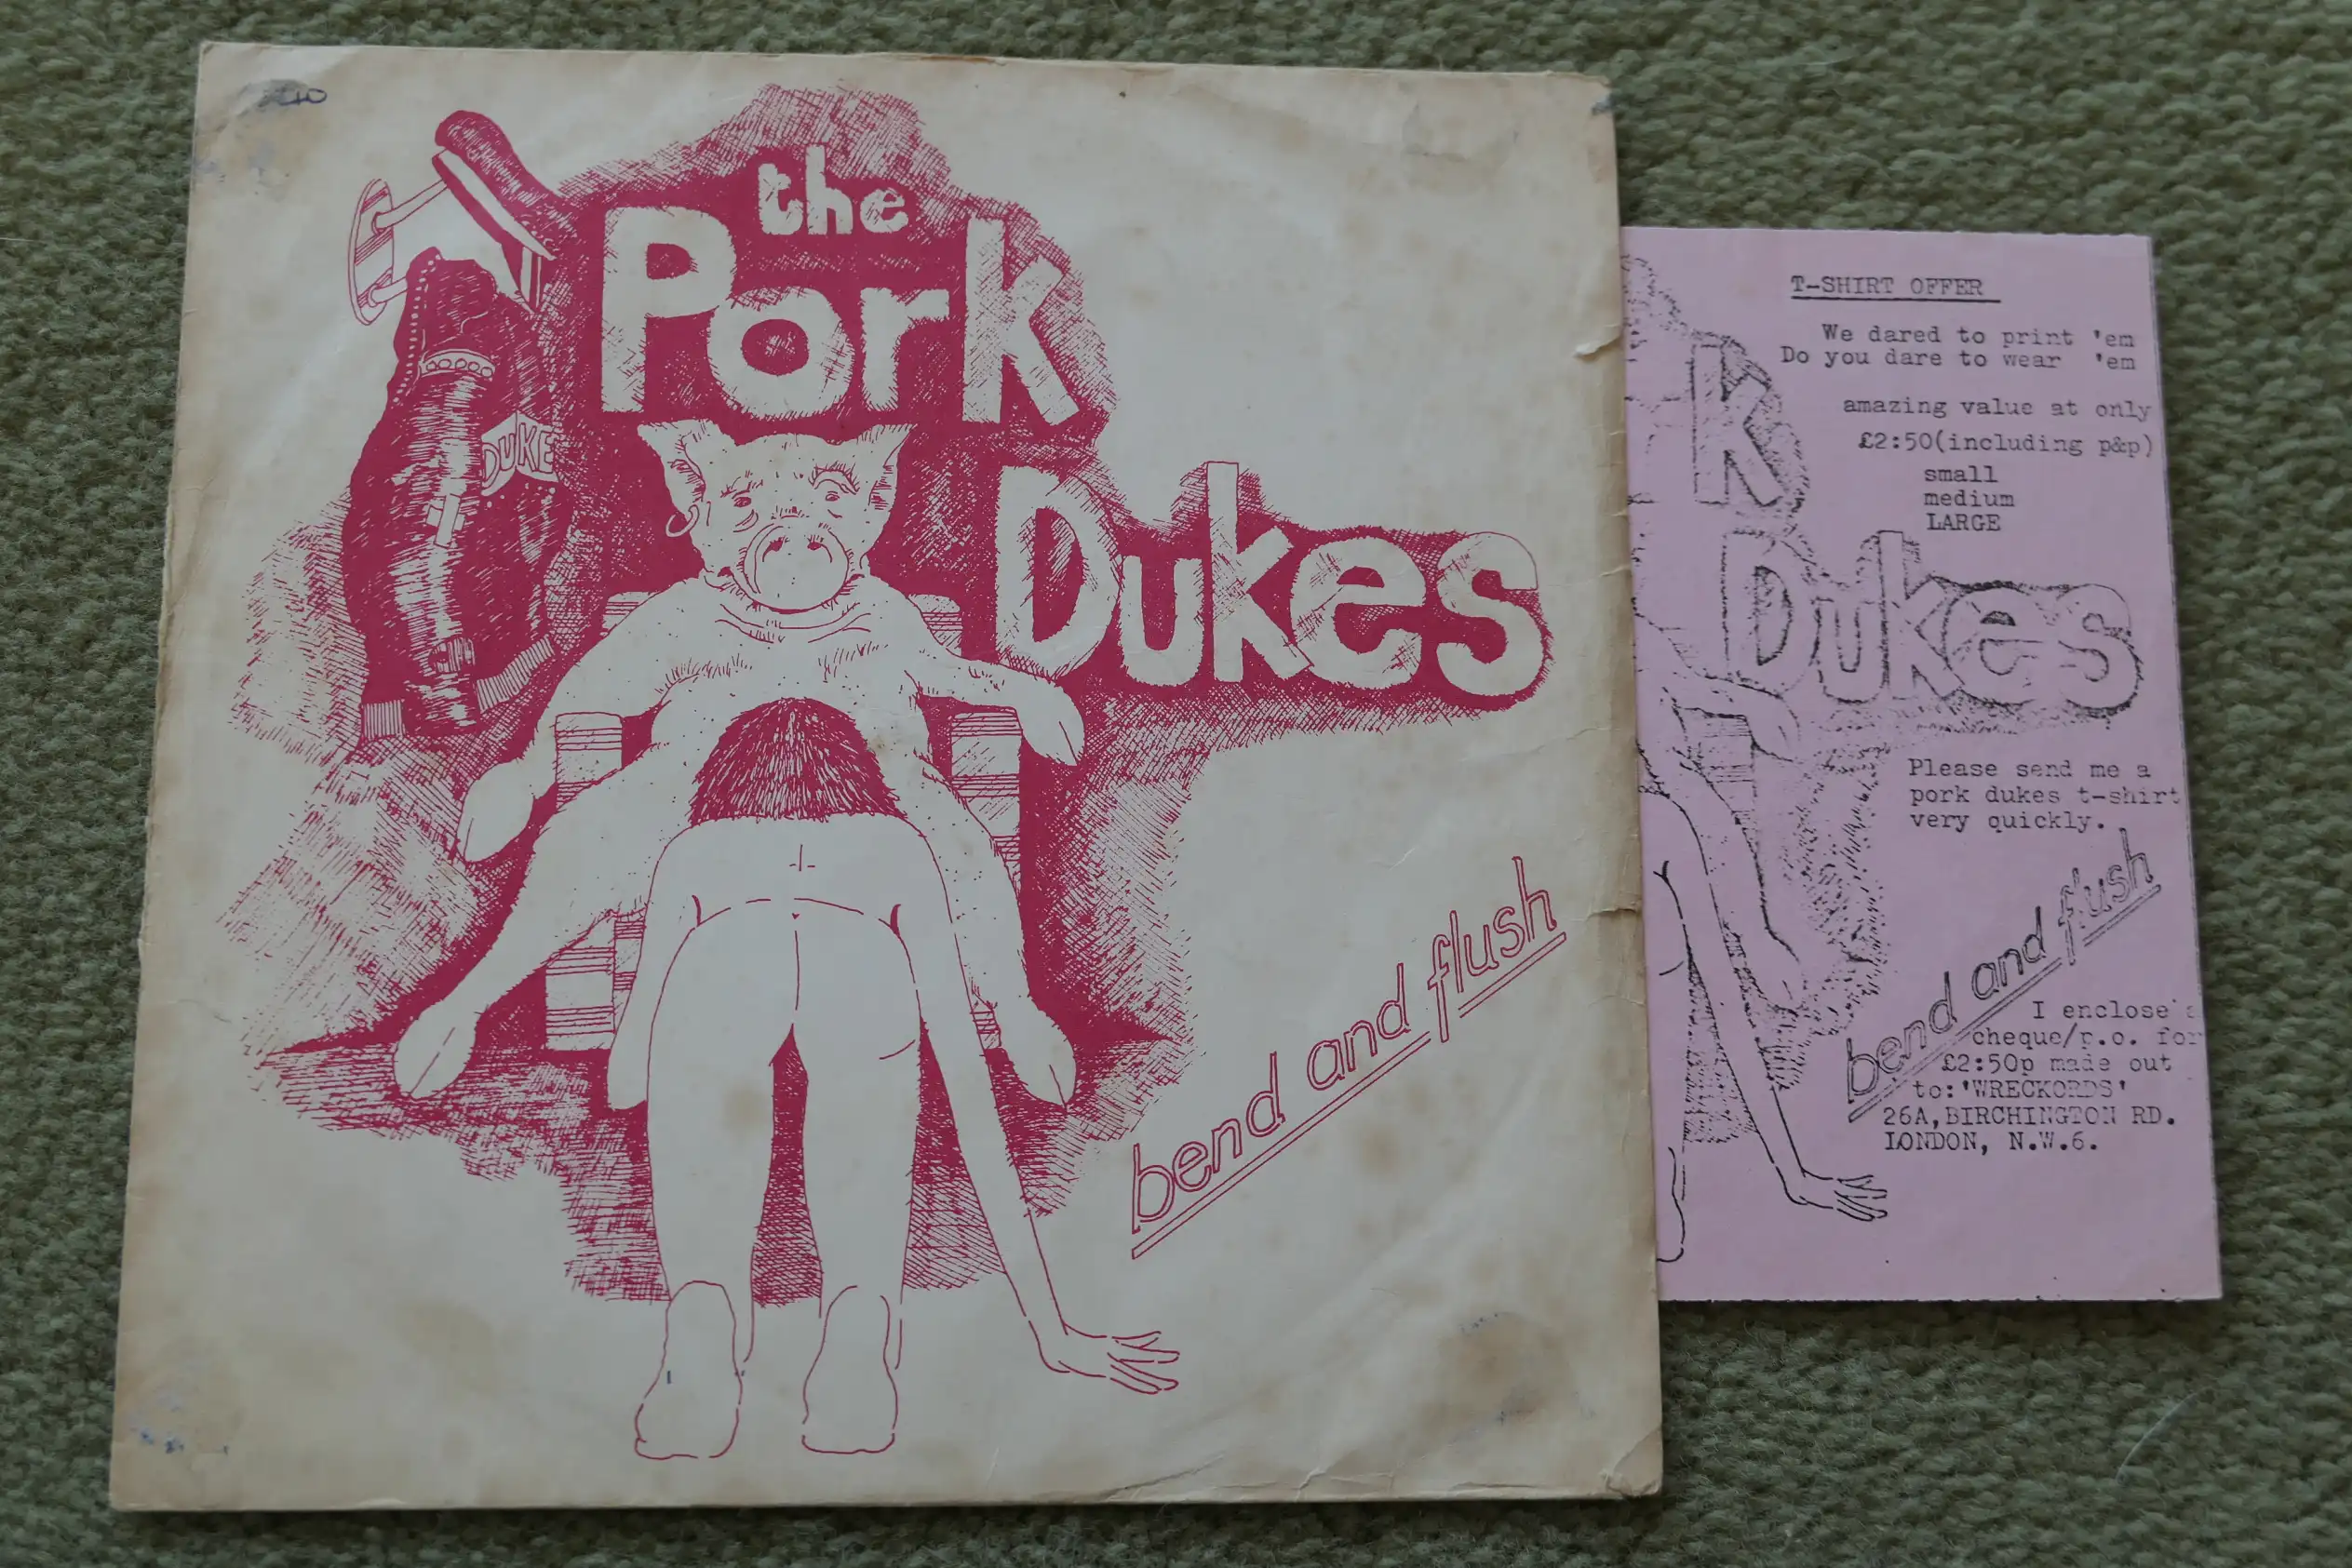 the
Pork
Dukes
DUKE
bend and flush
T-SHIRT OFFER
We dared to print 'em
Do you dare to wear 'em
amazing value at only
£2:50(including p&p)
small
medium
LARGE
k
Dukes
Please send me a
pork dukes t-shirt
very quickly.
bend and flush
I enclose a
cheque/p.o. for
£2:50p made out
to:'WRECKORDS'
26A,BIRCHINGTON RD.
LONDON, N.W.6.